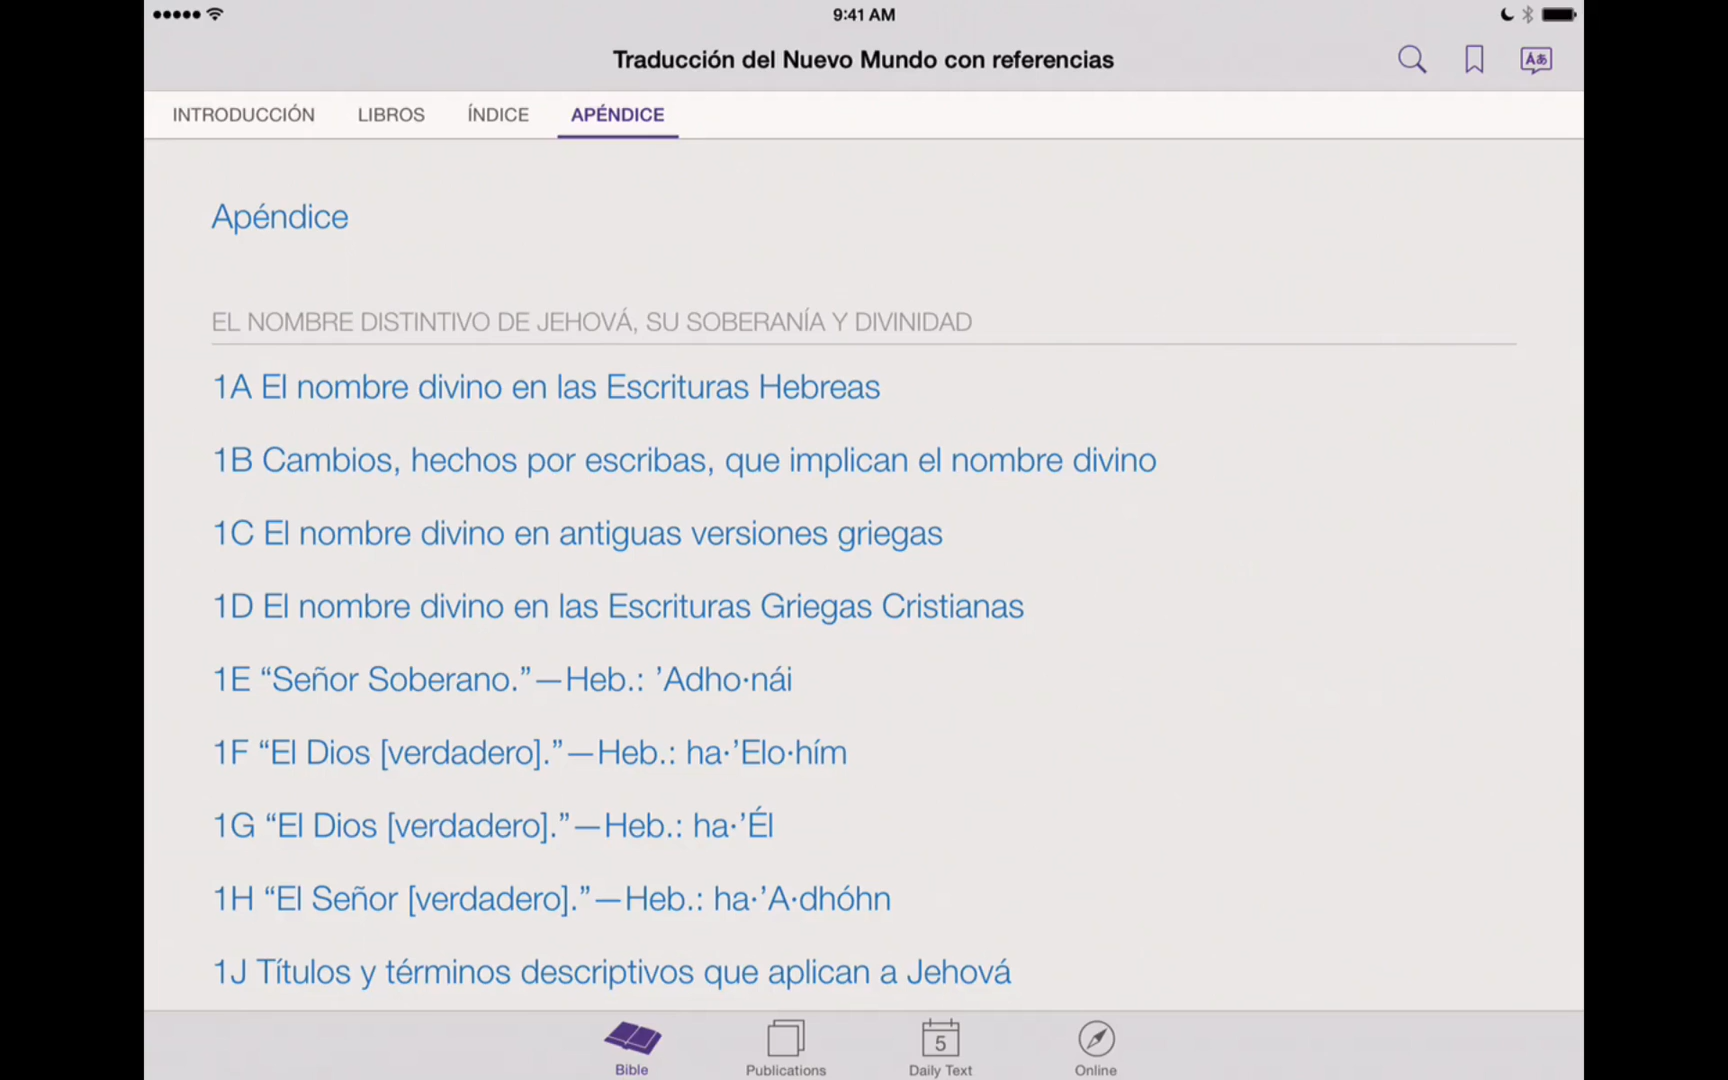 9:41 AM
Traducción del Nuevo Mundo con referencias
INTRODUCCIÓN LIBROS ÍNDICE APÉNDICE
Apéndice
EL NOMBRE DISTINTIVO DE JEHOVÁ, SU SOBERANÍA Y DIVINIDAD
1A El nombre divino en las Escrituras Hebreas
1B Cambios, hechos por escribas, que implican el nombre divino
1C El nombre divino en antiguas versiones griegas
1D El nombre divino en las Escrituras Griegas Cristianas
1E “Señor Soberano.”—Heb.: ʼAdho·nái
1F “El Dios [verdadero].”—Heb.: ha·ʼElo·hím
1G “El Dios [verdadero].”—Heb.: ha·ʼÉl
1H “El Señor [verdadero].”—Heb.: ha·ʼA·dhóhn
1J Títulos y términos descriptivos que aplican a Jehová
5
Bible Publications Daily Text Online